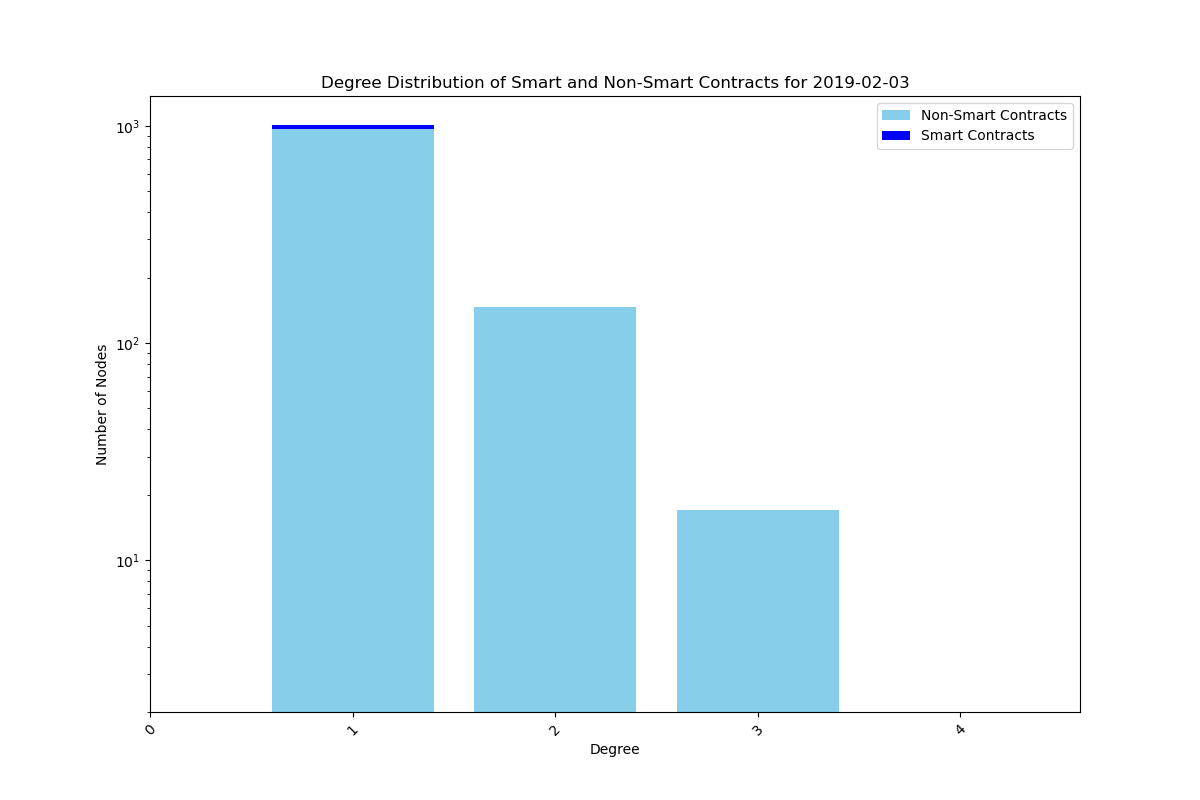 Degree Distribution of Smart and Non-Smart Contracts for 2019-02-03
Non-Smart Contracts
Smart Contracts
10³
10²
10¹
Number of Nodes
0 1 2 3 4
Degree